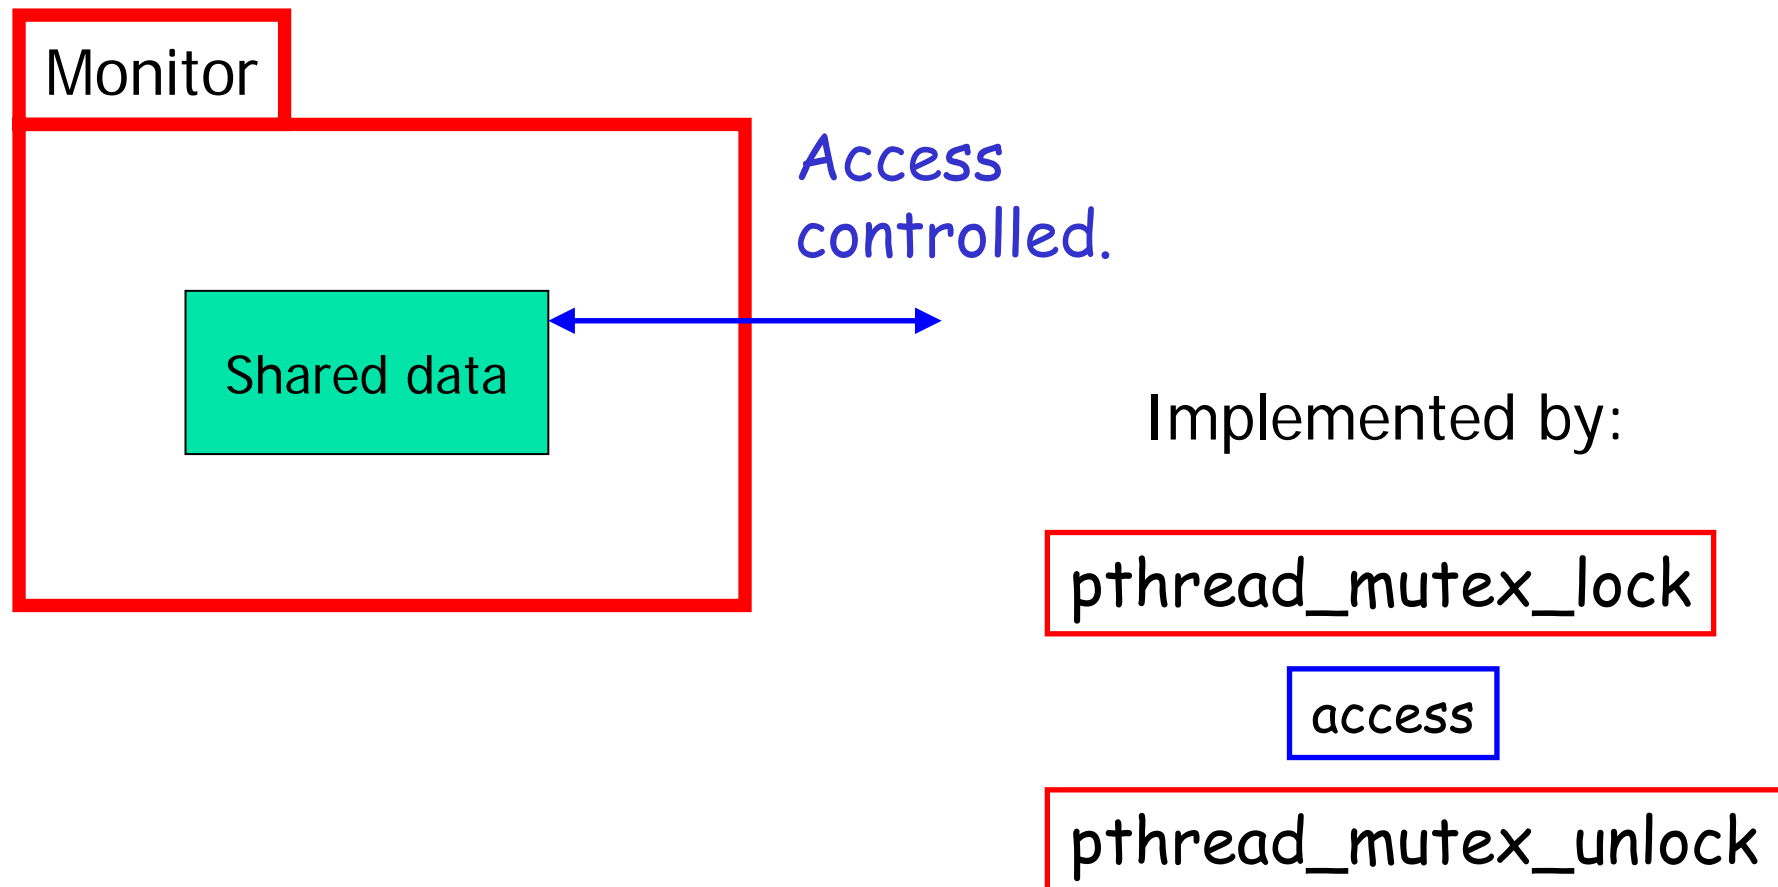 Monitor
Access
controlled.
Shared data
Implemented by:
pthread_mutex_lock
access
pthread_mutex_unlock